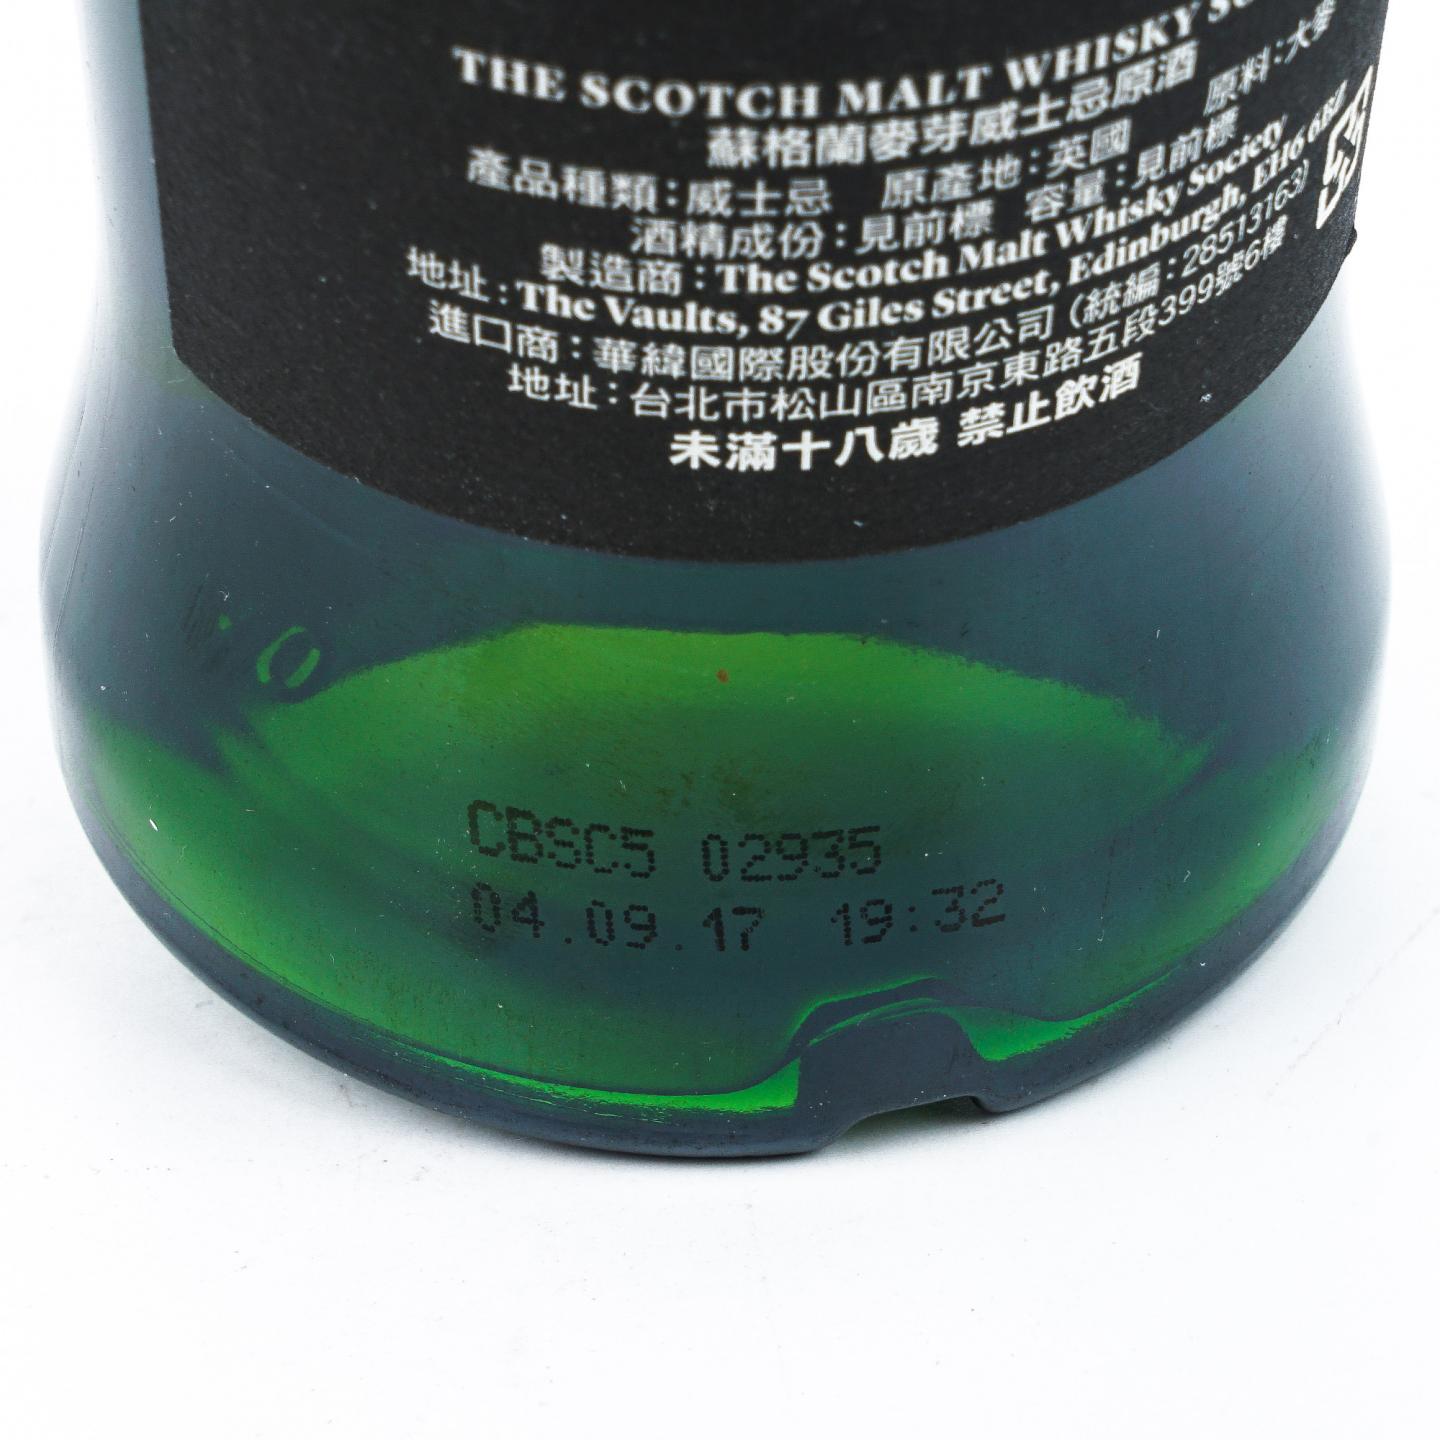 THE SCOTCH MALT WHISKY
蘇格蘭麥芽威士忌原酒
產品種類：威士忌 原產地：英國 原料：大麥
酒精成份：見前標 容量：見前標
製造商：The Scotch Malt Whisky Society
地址：The Vaults, 87 Giles Street, Edinburgh, EH6 6BZ
進口商：華緯國際股份有限公司（統編：28513163）
地址：台北市松山區南京東路五段399號6樓
未滿十八歲 禁止飲酒
CBSC5 02935
04.09.17 19:32